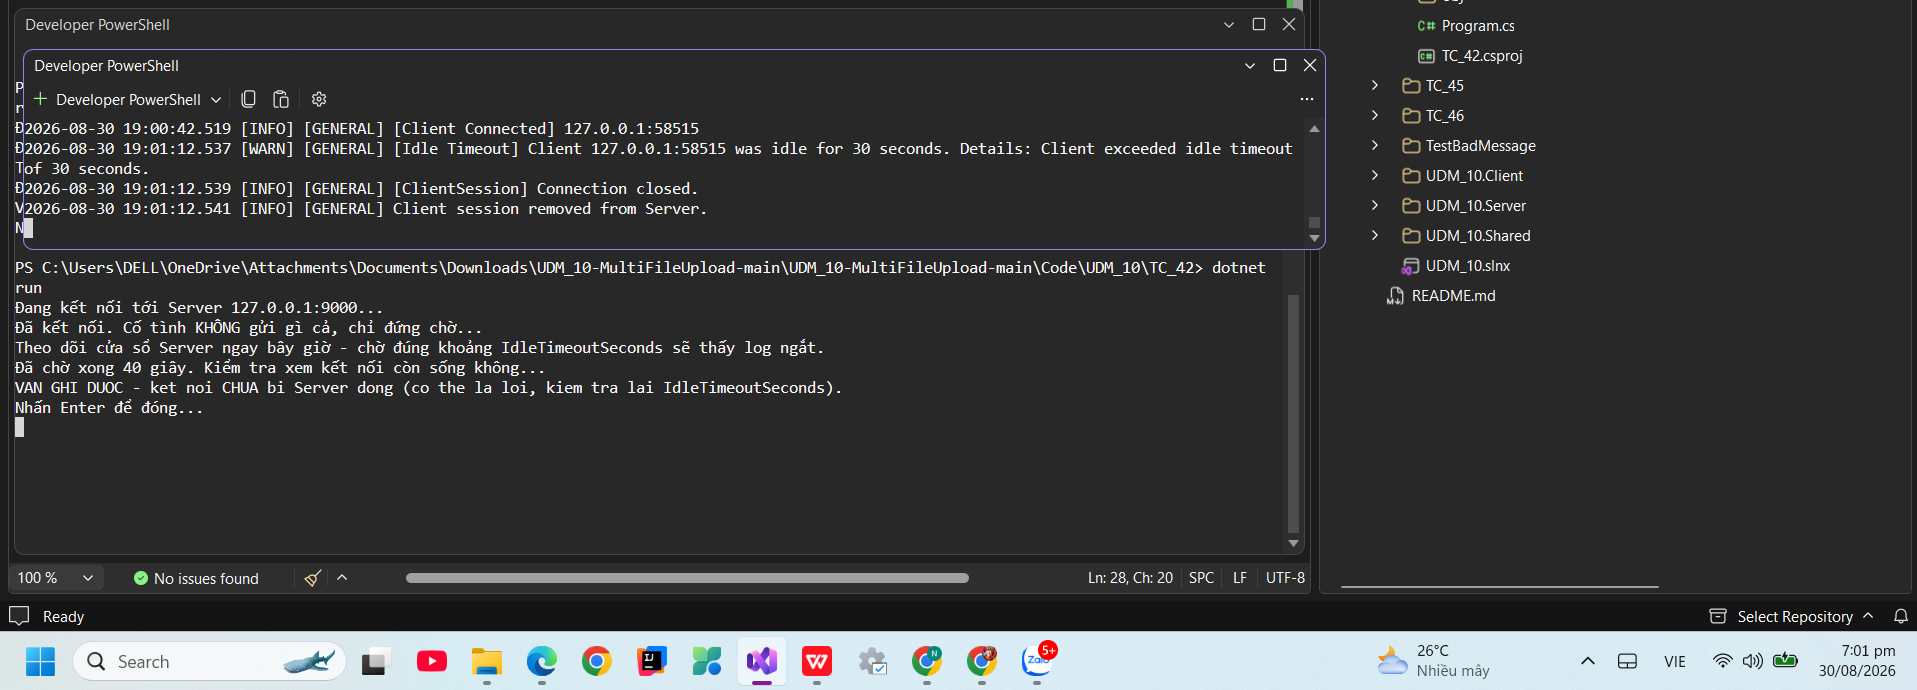 Developer PowerShell
Developer PowerShell
Developer PowerShell
2026-08-30 19:00:42.519 [INFO] [GENERAL] [Client Connected] 127.0.0.1:58515
2026-08-30 19:01:12.537 [WARN] [GENERAL] [Idle Timeout] Client 127.0.0.1:58515 was idle for 30 seconds. Details: Client exceeded idle timeout
of 30 seconds.
2026-08-30 19:01:12.539 [INFO] [GENERAL] [ClientSession] Connection closed.
2026-08-30 19:01:12.541 [INFO] [GENERAL] Client session removed from Server.
PS C:\Users\DELL\OneDrive\Attachments\Documents\Downloads\UDM_10-MultiFileUpload-main\UDM_10-MultiFileUpload-main\Code\UDM_10\TC_42> dotnet
run
Đang kết nối tới Server 127.0.0.1:9000...
Đã kết nối. Cố tình KHÔNG gửi gì cả, chỉ đứng chờ...
Theo dõi cửa sổ Server ngay bây giờ - chờ đúng khoảng IdleTimeoutSeconds sẽ thấy log ngắt.
Đã chờ xong 40 giây. Kiểm tra xem kết nối còn sống không...
VAN GHI DUOC - ket noi CHUA bi Server dong (co the la loi, kiem tra lai IdleTimeoutSeconds).
Nhấn Enter để đóng...
100 %
No issues found
Ln: 28, Ch: 20
SPC
LF
UTF-8
C# Program.cs
TC_42.csproj
TC_45
TC_46
TestBadMessage
UDM_10.Client
UDM_10.Server
UDM_10.Shared
UDM_10.slnx
README.md
Ready
Select Repository
Search
Zalo
5+
26°C
Nhiều mây
VIE
7:01 pm
30/08/2026